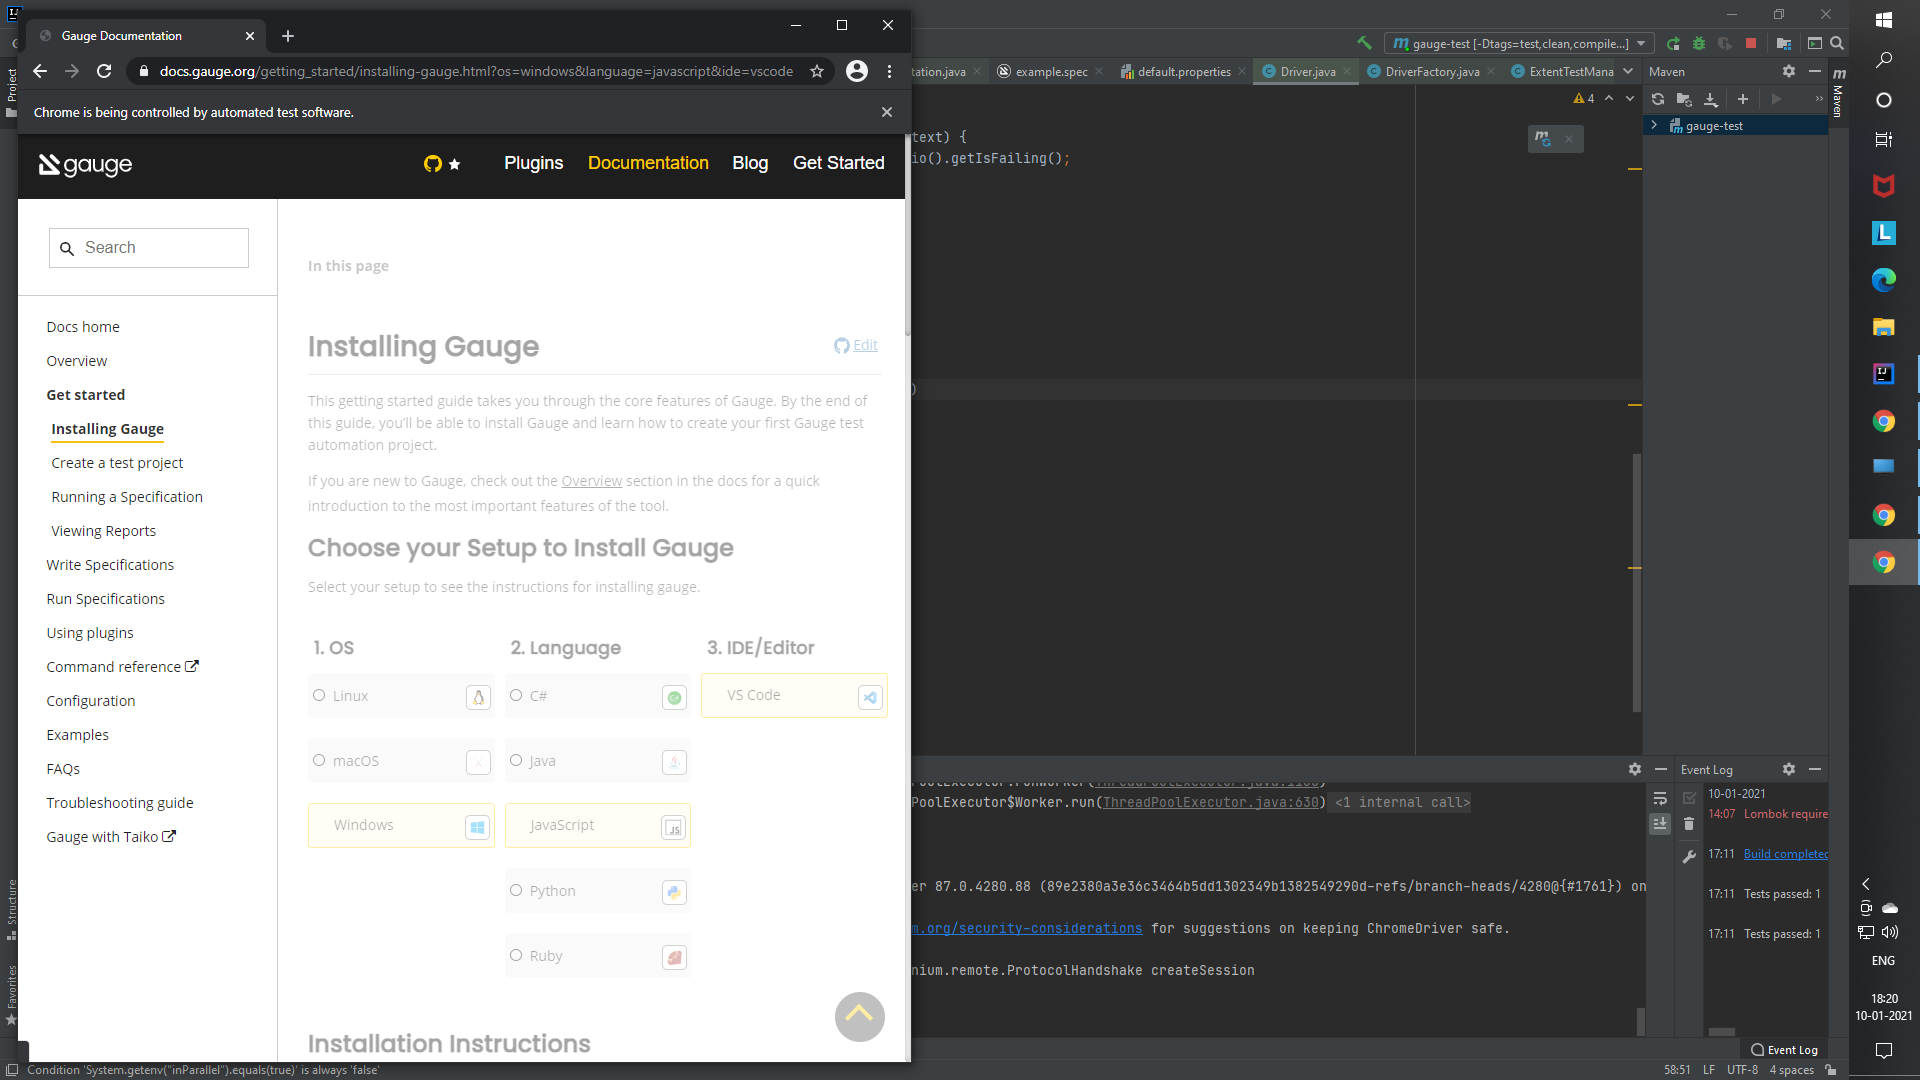 Gauge Documentation
docs.gauge.org/getting_started/installing-gauge.html?os=windows&language=javascript&ide=vscode
Chrome is being controlled by automated test software.
gauge
Plugins
Documentation
Blog
Get Started
Search
Docs home
Overview
Get started
Installing Gauge
Create a test project
Running a Specification
Viewing Reports
Write Specifications
Run Specifications
Using plugins
Command reference
Configuration
Examples
FAQs
Troubleshooting guide
Gauge with Taiko
In this page
Installing Gauge
Edit
This getting started guide takes you through the core features of Gauge. By the end of
this guide, you'll be able to install Gauge and learn how to create your first Gauge test
automation project.
If you are new to Gauge, check out the Overview section in the docs for a quick
introduction to the most important features of the tool.
Choose your Setup to Install Gauge
Select your setup to see the instructions for installing gauge.
1. OS
Linux
macOS
Windows
2. Language
C#
Java
JavaScript
Python
Ruby
3. IDE/Editor
VS Code
Installation Instructions
gauge-test [-Dtags=test,clean,compile...]
tation.java
example.spec
default.properties
Driver.java
DriverFactory.java
ExtentTestMana
4
text) {
io().getIsFailing();
)
Maven
gauge-test
Maven
Project
Structure
Favorites
PoolExecutor$Worker.run(ThreadPoolExecutor.java:630) <1 internal call>
er 87.0.4280.88 (89e2380a3e36c3464b5dd1302349b1382549290d-refs/branch-heads/4280@{#1761}) on
m.org/security-considerations for suggestions on keeping ChromeDriver safe.
nium.remote.ProtocolHandshake createSession
Event Log
10-01-2021
14:07 Lombok require
17:11 Build completed
17:11 Tests passed: 1
17:11 Tests passed: 1
Event Log
Condition 'System.getenv("inParallel").equals(true)' is always 'false'
58:51 LF UTF-8 4 spaces
ENG
18:20
10-01-2021